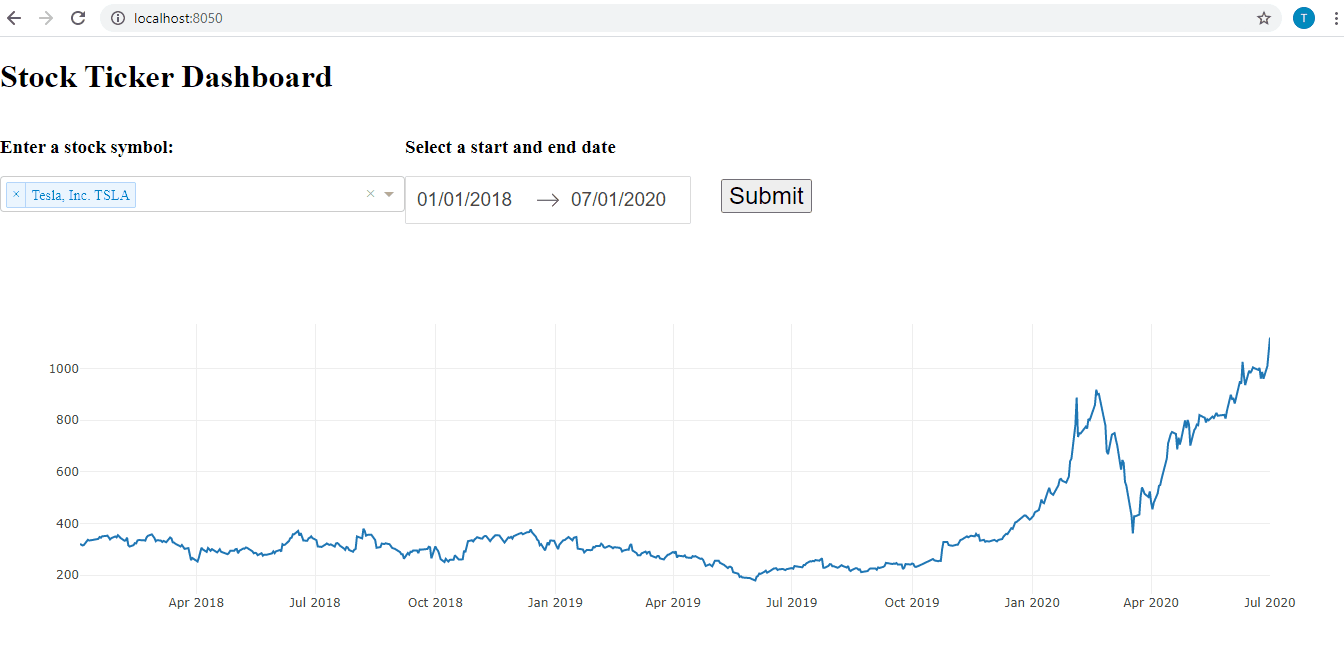 localhost:8050
T
Stock Ticker Dashboard
Enter a stock symbol:
Select a start and end date
× Tesla, Inc. TSLA ×
01/01/2018 → 07/01/2020
Submit
1000
800
600
400
200
Apr 2018 Jul 2018 Oct 2018 Jan 2019 Apr 2019 Jul 2019 Oct 2019 Jan 2020 Apr 2020 Jul 2020